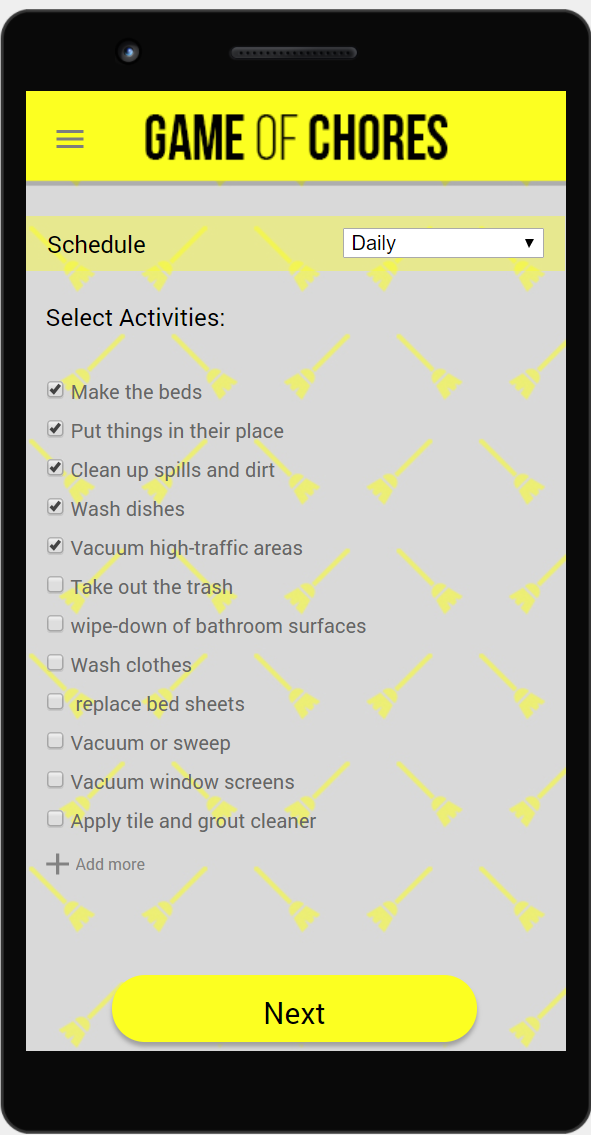 GAME OF CHORES
Schedule Daily
Select Activities:
Make the beds
Put things in their place
Clean up spills and dirt
Wash dishes
Vacuum high-traffic areas
Take out the trash
wipe-down of bathroom surfaces
Wash clothes
replace bed sheets
Vacuum or sweep
Vacuum window screens
Apply tile and grout cleaner
Add more
Next